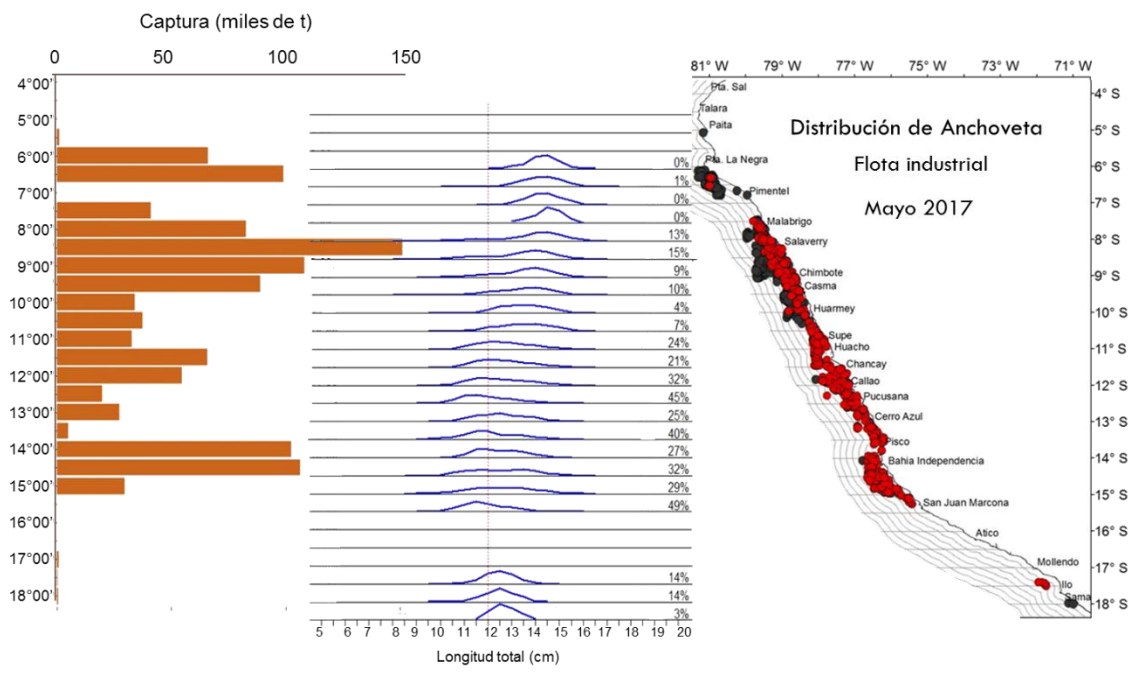 Captura (miles de t)
0 50 100 150
4°00'
5°00'
6°00'
7°00'
8°00'
9°00'
10°00'
11°00'
12°00'
13°00'
14°00'
15°00'
16°00'
17°00'
18°00'
0%
1%
0%
0%
13%
15%
9%
10%
4%
7%
24%
21%
32%
45%
25%
40%
27%
32%
29%
49%
14%
14%
3%
5 6 7 8 9 10 11 12 13 14 15 16 17 18 19 20
Longitud total (cm)
81° W 79° W 77° W 75° W 73° W 71° W
Distribución de Anchoveta
Flota industrial
Mayo 2017
Pta. Sal
Talara
Paita
Pta. La Negra
Pimentel
Malabrigo
Salaverry
Chimbote
Casma
Huarmey
Supe
Huacho
Chancay
Callao
Pucusana
Cerro Azul
Pisco
Bahia Independencia
San Juan Marcona
Atico
Mollendo
Ilo
Sama
4° S
5° S
6° S
7° S
8° S
9° S
10° S
11° S
12° S
13° S
14° S
15° S
16° S
17° S
18° S